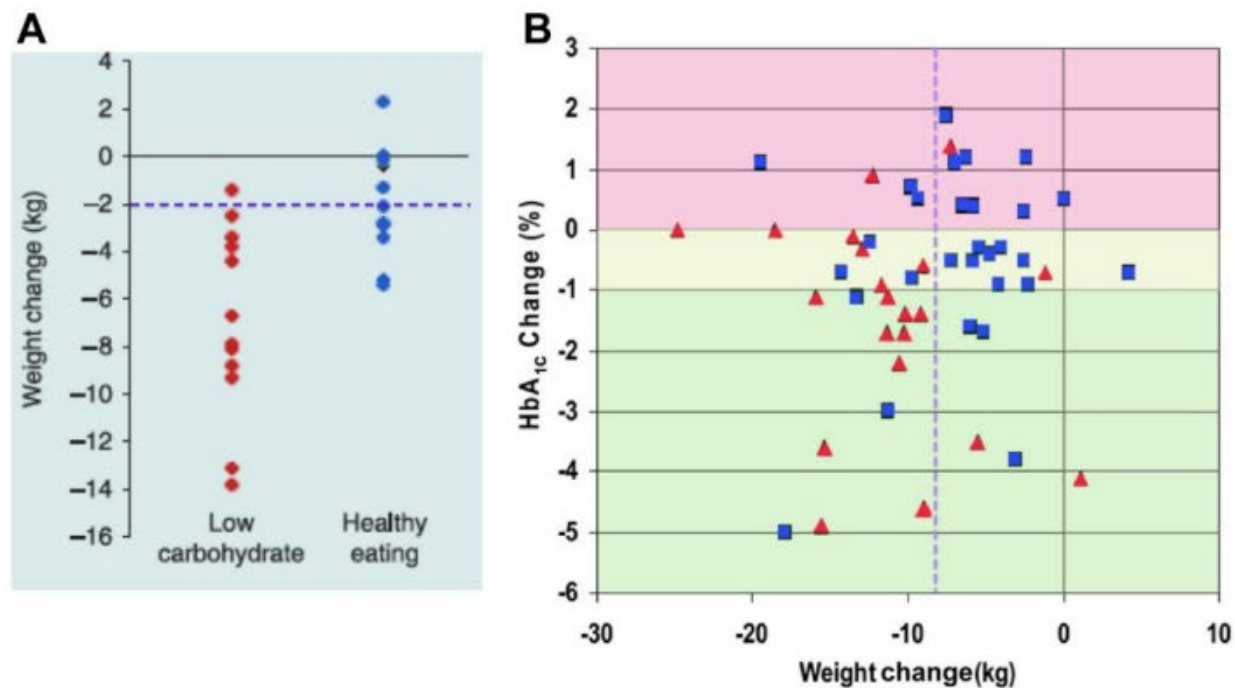 A
4
2
0
–2
–4
–6
–8
–10
–12
–14
–16
Weight change (kg)
Low
carbohydrate
Healthy
eating
B
3
2
1
0
-1
-2
-3
-4
-5
-6
HbA1C Change (%)
-30
-20
-10
0
10
Weight change(kg)